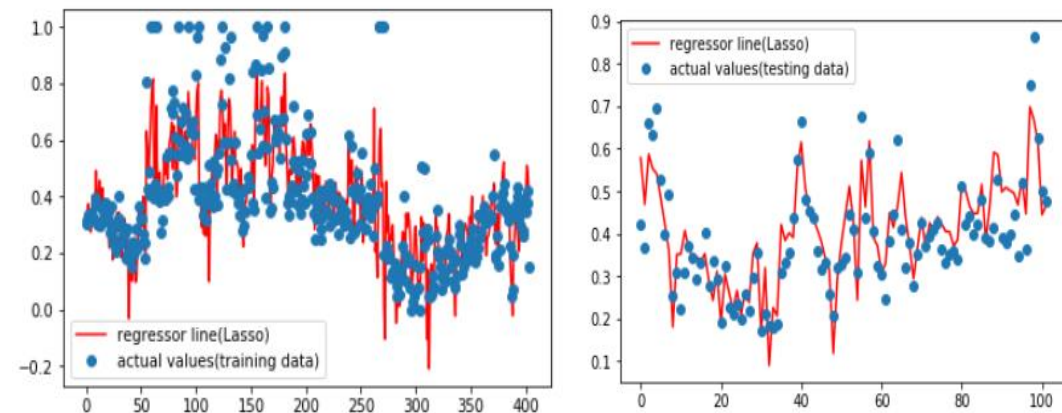 1.0
0.8
0.6
0.4
0.2
0.0
−0.2
regressor line(Lasso)
actual values(training data)
0 50 100 150 200 250 300 350 400
0.9
0.8
0.7
0.6
0.5
0.4
0.3
0.2
0.1
regressor line(Lasso)
actual values(testing data)
0 20 40 60 80 100